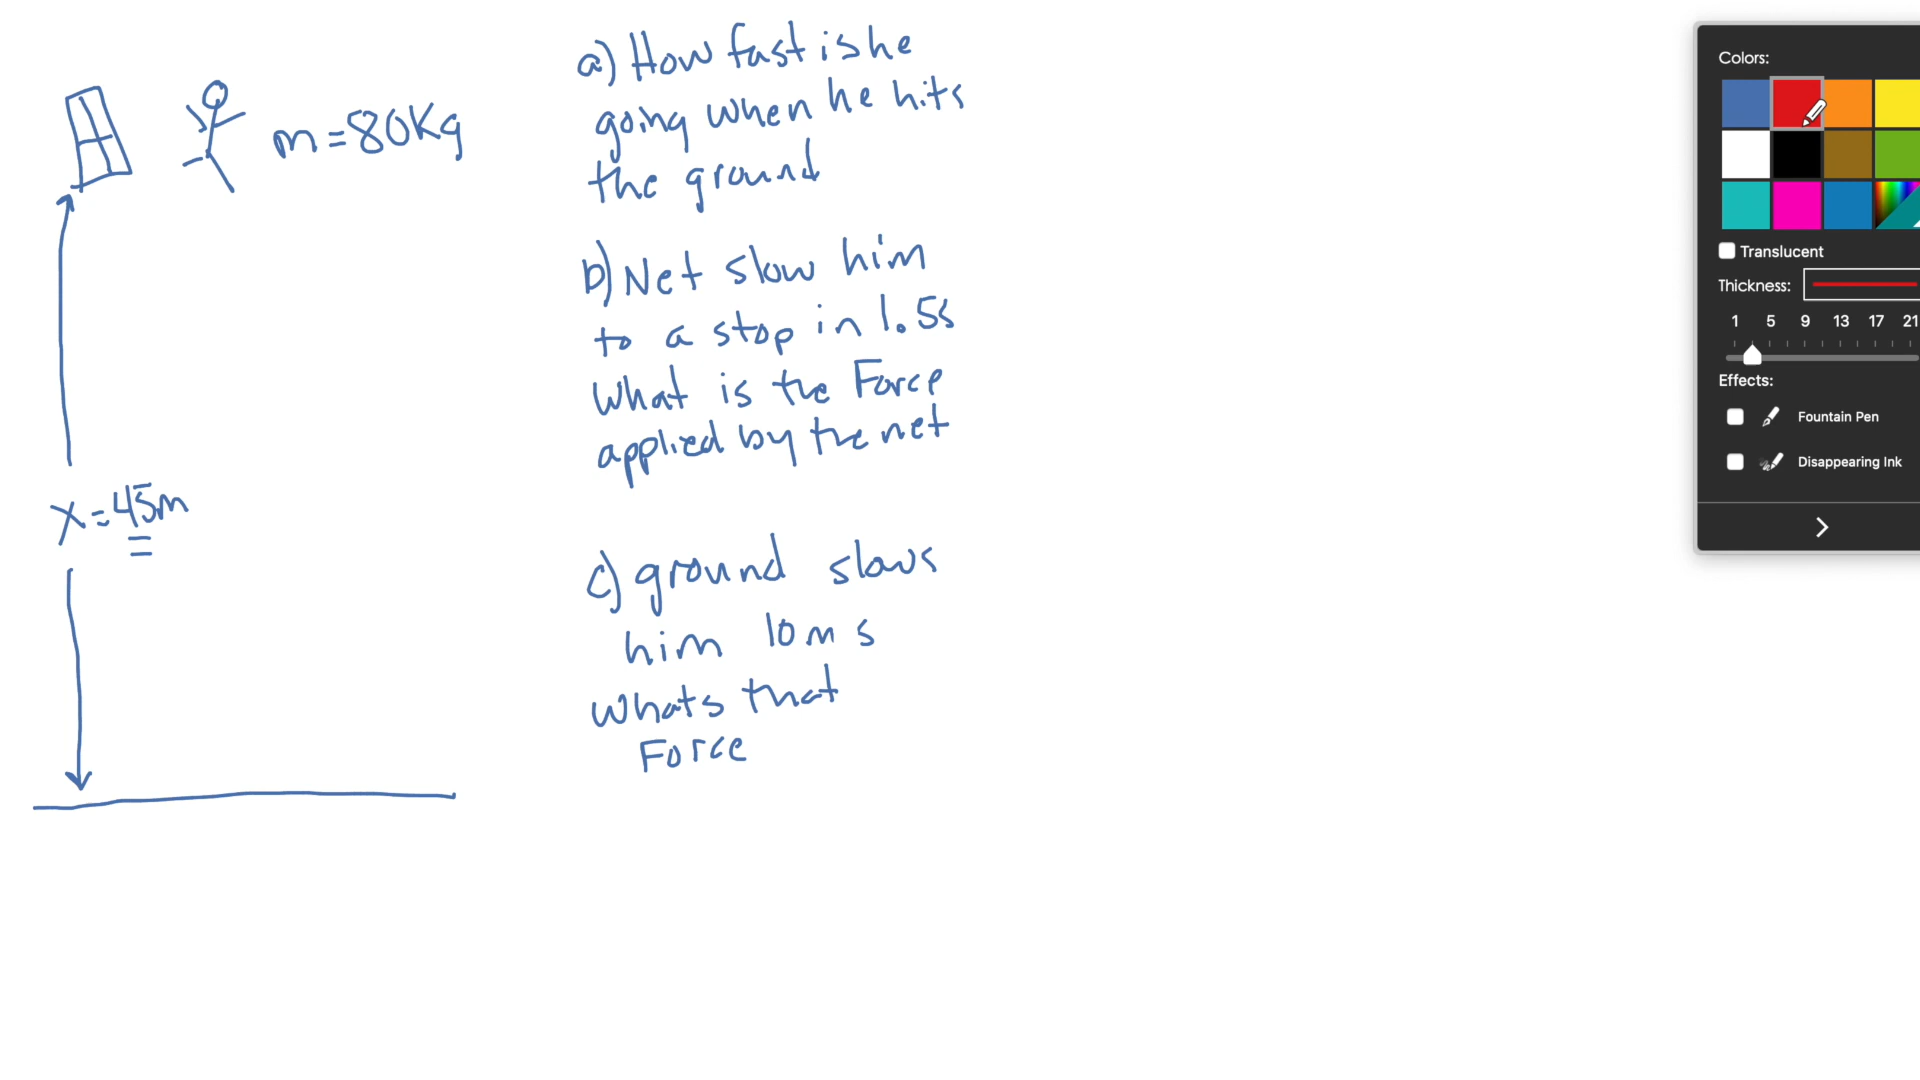 m=80Kg
x=45m
a) How fast is he
going when he hits
the ground
b) Net slow him
to a stop in 1.5s
What is the Force
applied by the net
c) ground slows
him 10ms
Whats that
Force
Colors:
Translucent
Thickness:
1 5 9 13 17 21
Effects:
Fountain Pen
Disappearing Ink